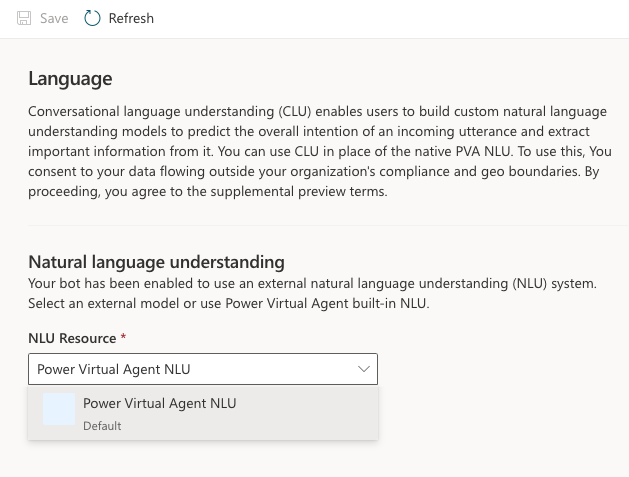 Save Refresh
Language
Conversational language understanding (CLU) enables users to build custom natural language
understanding models to predict the overall intention of an incoming utterance and extract
important information from it. You can use CLU in place of the native PVA NLU. To use this, You
consent to your data flowing outside your organization's compliance and geo boundaries. By
proceeding, you agree to the supplemental preview terms.
Natural language understanding
Your bot has been enabled to use an external natural language understanding (NLU) system.
Select an external model or use Power Virtual Agent built-in NLU.
NLU Resource *
Power Virtual Agent NLU
Power Virtual Agent NLU
Default